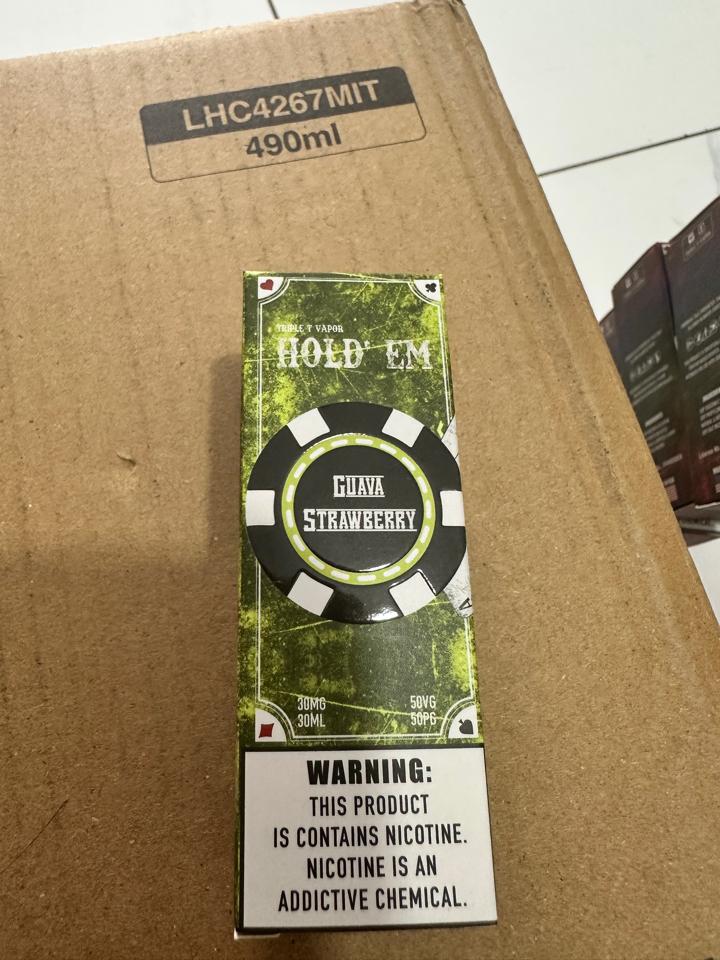 LHC4267MIT
490ml
TRIPLE T VAPOR
HOLD' EM
GUAVA
STRAWBERRY
30MG
30ML
50VG
50PG
WARNING:
THIS PRODUCT
IS CONTAINS NICOTINE.
NICOTINE IS AN
ADDICTIVE CHEMICAL.